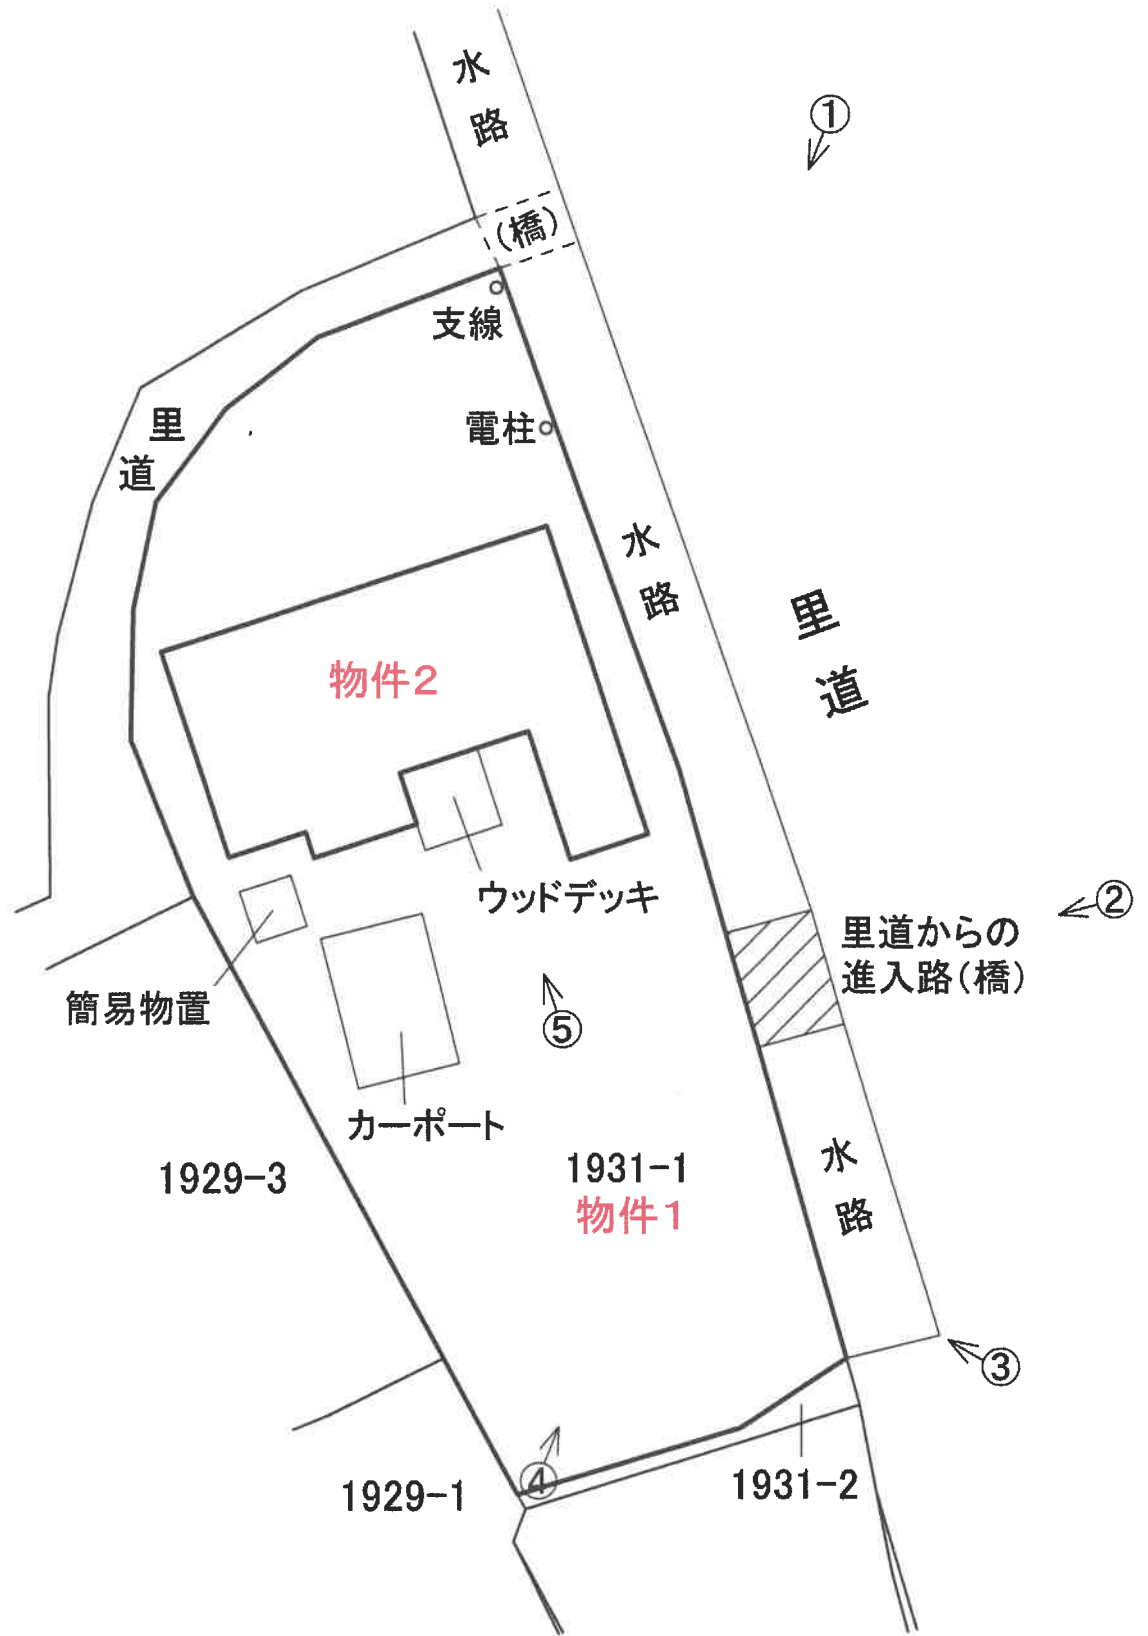 水路
①
(橋)
支線
里道
電柱
水路
里道
物件2
ウッドデッキ
②
里道からの
進入路(橋)
簡易物置
⑤
カーポート
1929-3
1931-1
物件1
水路
③
④
1929-1
1931-2